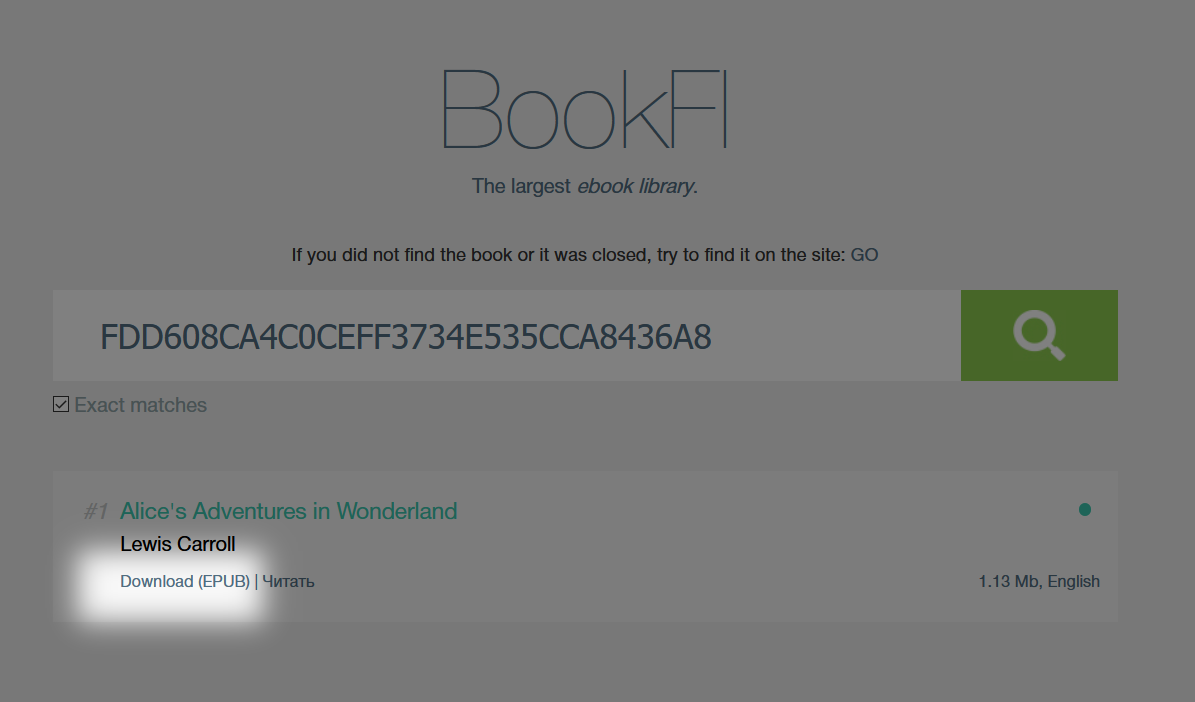 BookFI
The largest ebook library.
If you did not find the book or it was closed, try to find it on the site: GO
FDD608CA4C0CEFF3734E535CCA8436A8
Exact matches
#1 Alice's Adventures in Wonderland
Lewis Carroll
Download (EPUB) | Читать 1.13 Mb, English